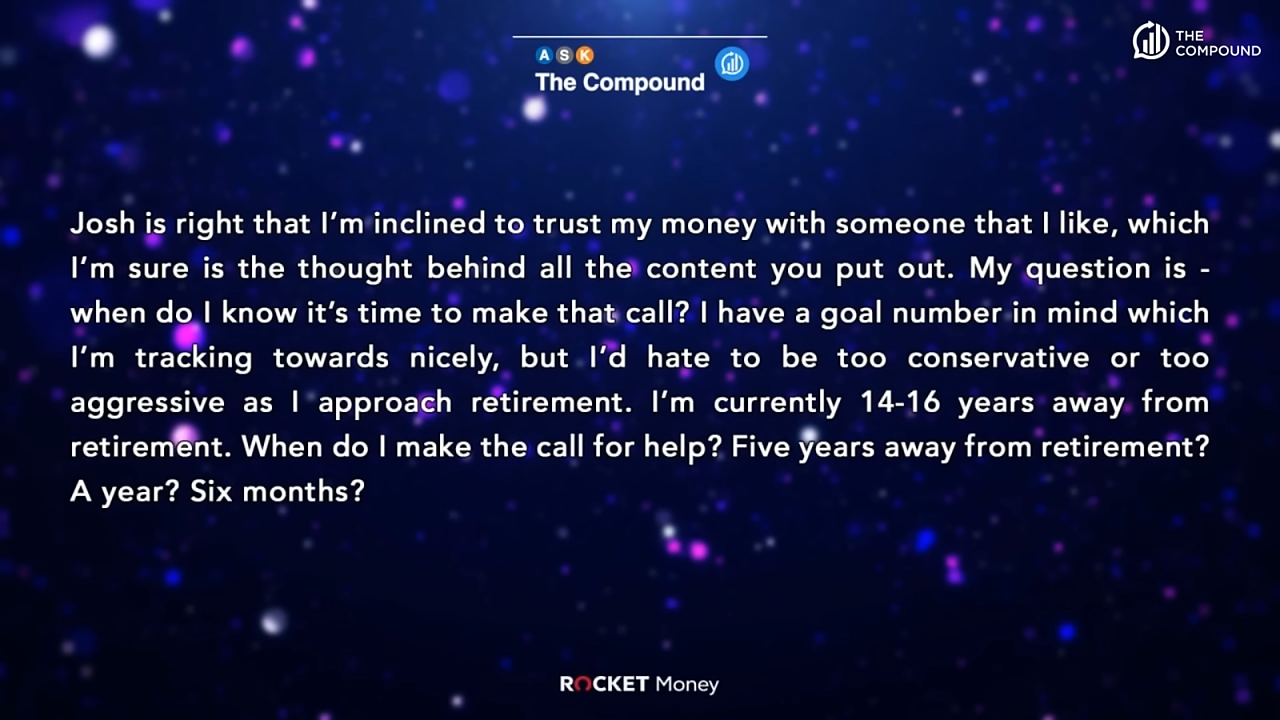 ASK
The Compound
THE
COMPOUND
Josh is right that I’m inclined to trust my money with someone that I like, which
I’m sure is the thought behind all the content you put out. My question is -
when do I know it’s time to make that call? I have a goal number in mind which
I’m tracking towards nicely, but I’d hate to be too conservative or too
aggressive as I approach retirement. I’m currently 14-16 years away from
retirement. When do I make the call for help? Five years away from retirement?
A year? Six months?
ROCKET Money